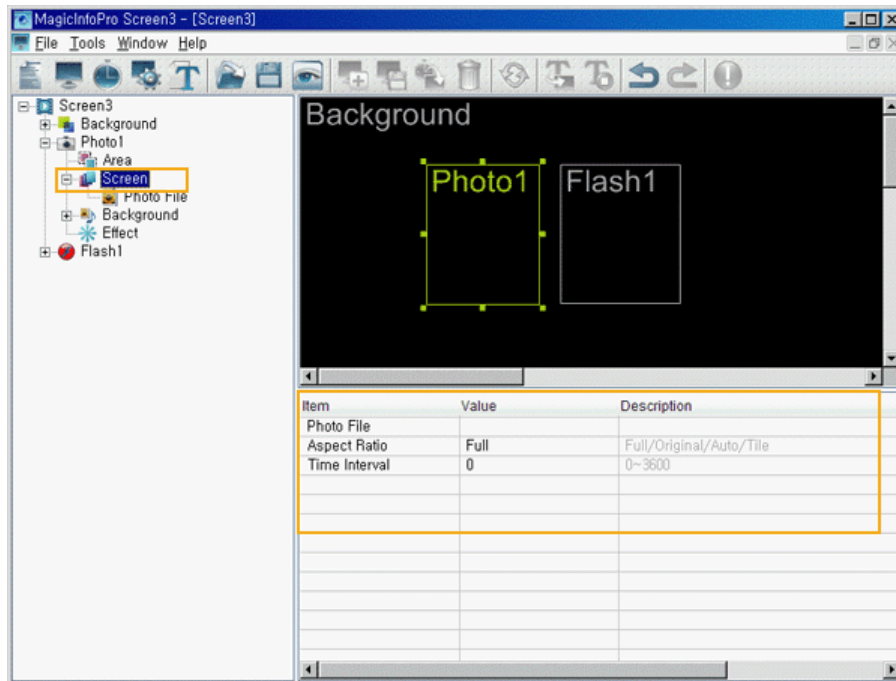 MagicInfoPro Screen3 - [Screen3]
File Tools Window Help
Screen3
Background
Photo1
Area
Screen
Photo File
Background
Effect
Flash1
Background
Photo1 Flash1
Item Value Description
Photo File
Aspect Ratio Full Full/Original/Auto/Tile
Time Interval 0 0~3600